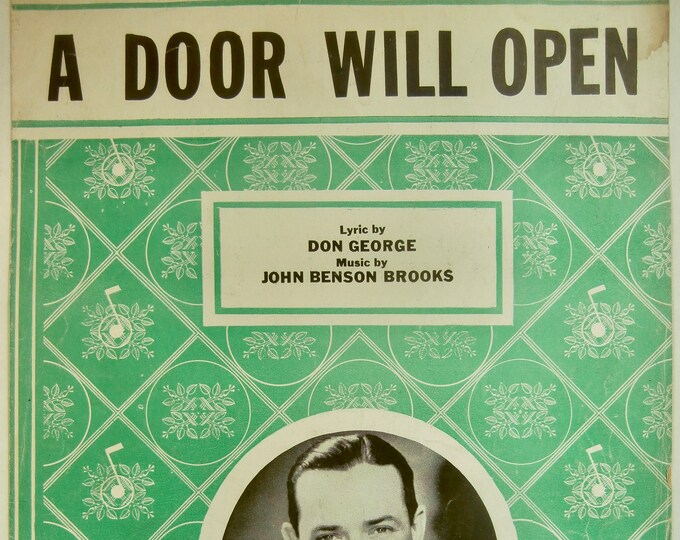 A DOOR WILL OPEN
Lyric by
DON GEORGE
Music by
JOHN BENSON BROOKS